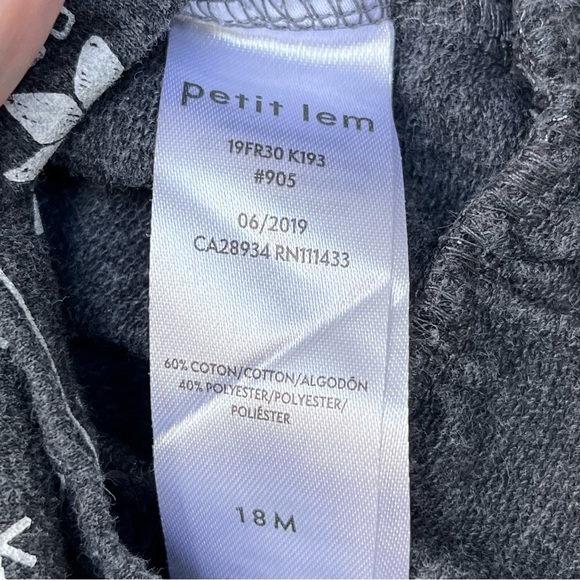 petit lem
19FR30 K193
#905
06/2019
CA28934 RN111433
60% COTON/COTTON/ALGODÓN
40% POLYESTER/POLYESTER/
POLIÉSTER
18M